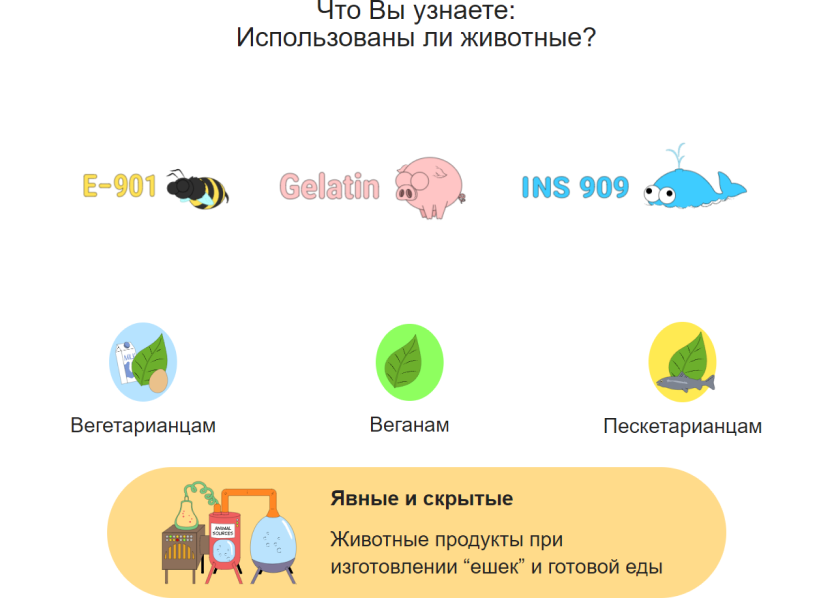 Что Вы узнаете:
Использованы ли животные?
E-901
Gelatin
INS 909
MILK
Вегетарианцам
Веганам
Пескетарианцам
ANIMAL
SOURCES
Явные и скрытые
Животные продукты при
изготовлении “ешек” и готовой еды